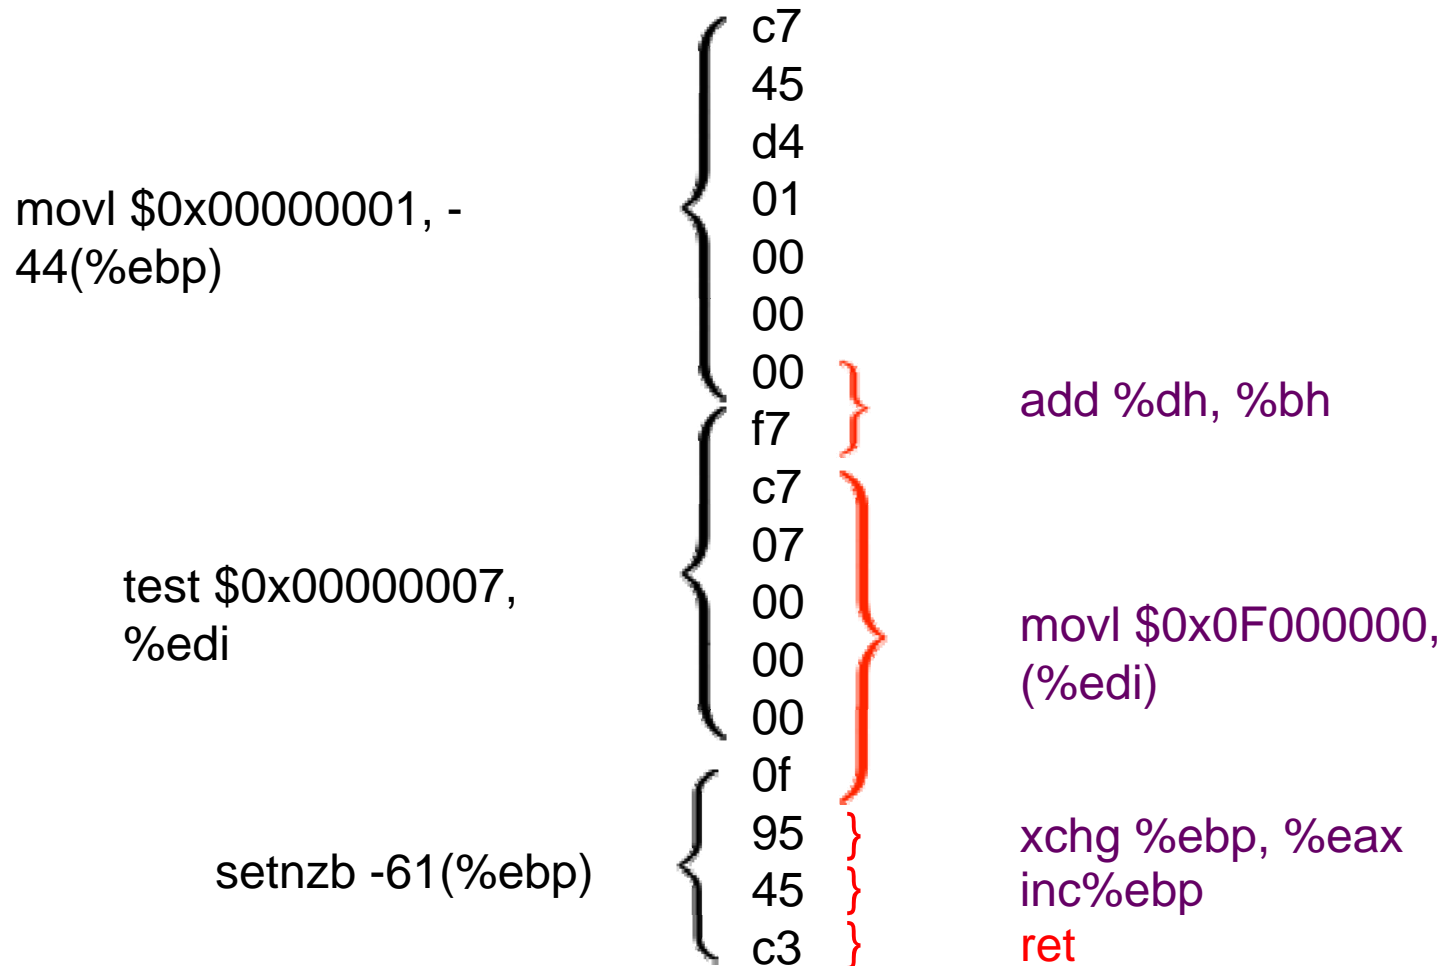 c7
45
d4
01
movl $0x00000001, -
44(%ebp)
00
00
00
add %dh, %bh
f7
c7
07
test $0x00000007,
%edi
00
00
movl $0x0F000000,
(%edi)
00
0f
95 } xchg %ebp, %eax
setnzb -61(%ebp)
45 } inc%ebp
c3 } ret